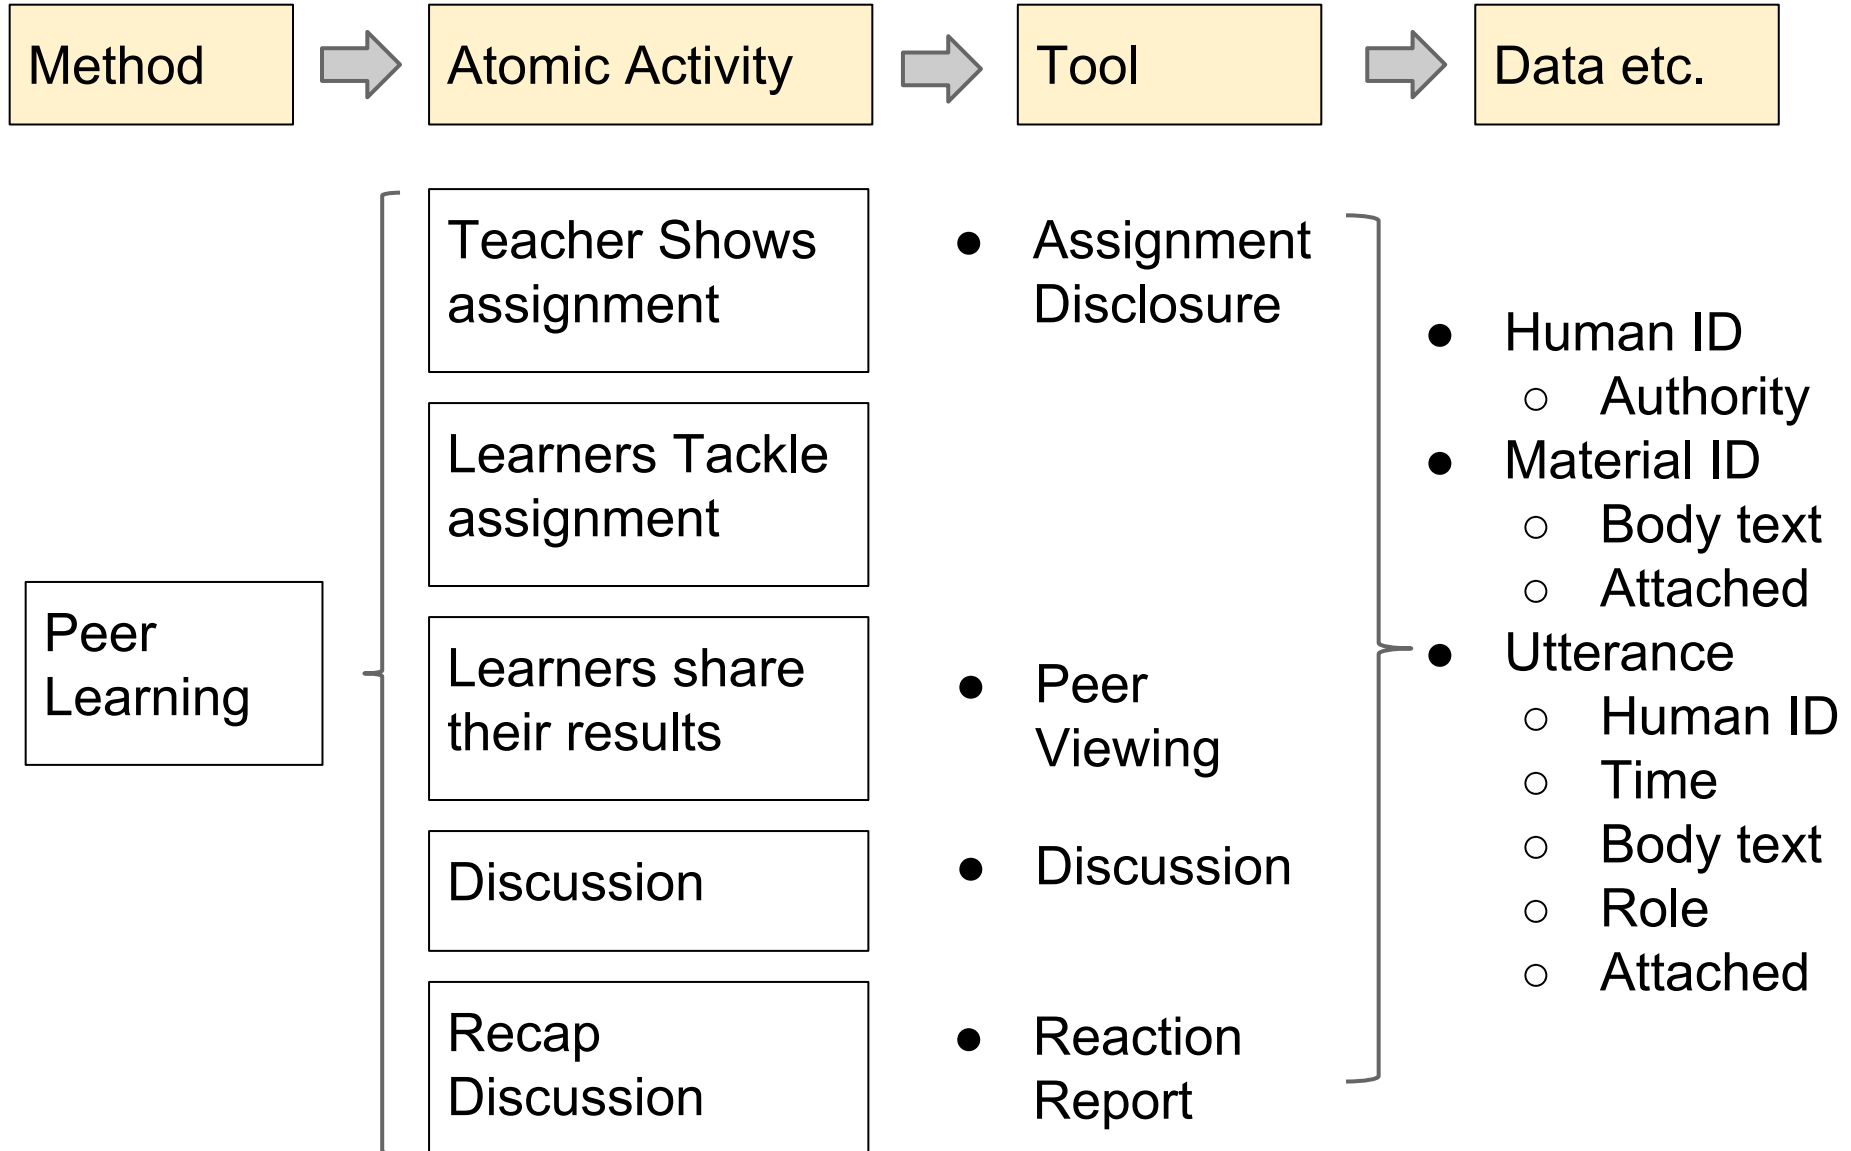 Method
Atomic Activity
Tool
Data etc.
Peer
Learning
Teacher Shows
assignment
Learners Tackle
assignment
Learners share
their results
Discussion
Recap
Discussion
● Assignment
Disclosure
● Peer
Viewing
● Discussion
● Reaction
Report
● Human ID
○ Authority
● Material ID
○ Body text
○ Attached
● Utterance
○ Human ID
○ Time
○ Body text
○ Role
○ Attached